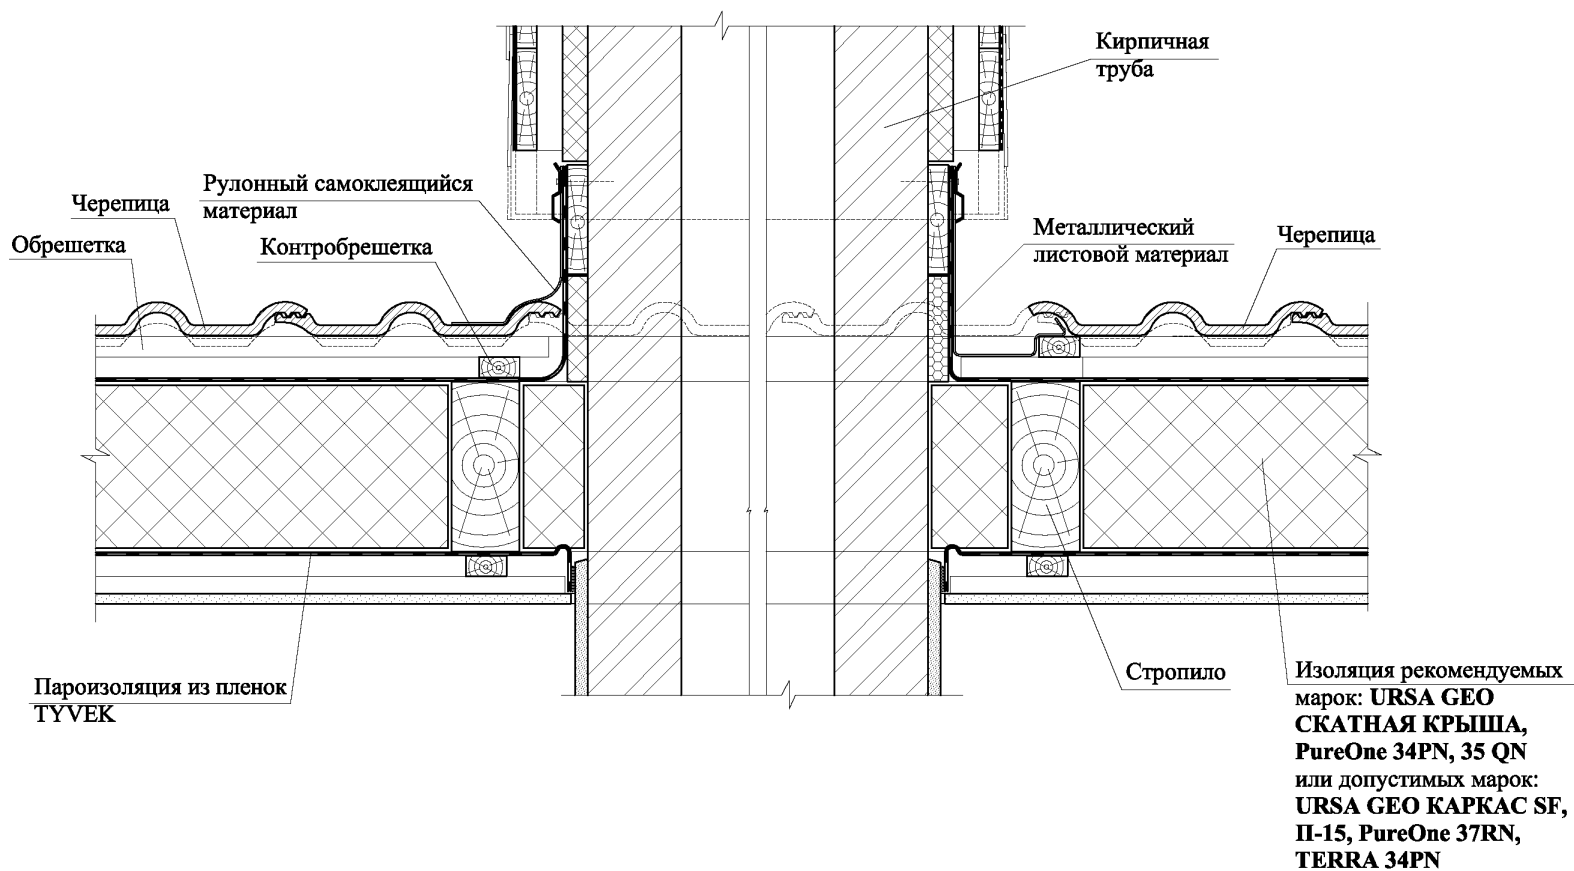 Кирпичная
труба
Рулонный самоклеящийся
материал
Черепица
Обрешетка
Контробрешетка
Металлический
листовой материал
Черепица
Пароизоляция из пленок
TYVEK
Стропило
Изоляция рекомендуемых
марок: URSA GEO
СКАТНАЯ КРЫША,
PureOne 34PN, 35 QN
или допустимых марок:
URSA GEO КАРКАС SF,
П-15, PureOne 37RN,
TERRA 34PN